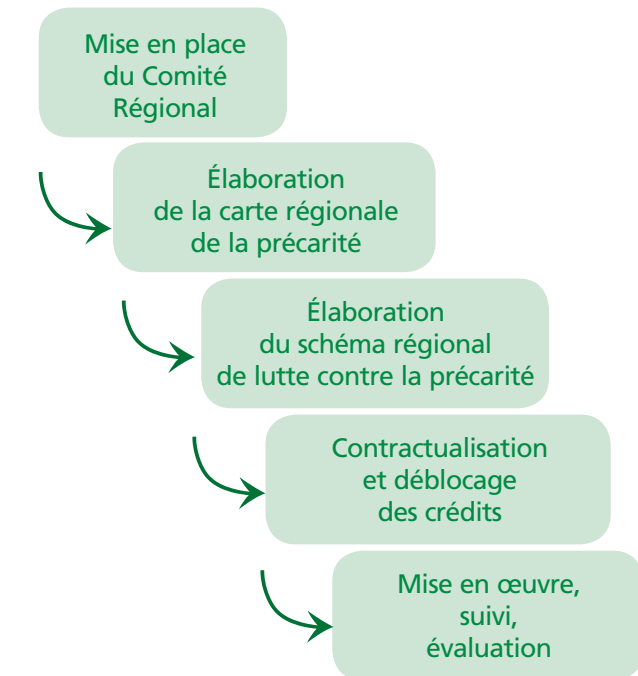 Mise en place
du Comité
Régional
Élaboration
de la carte régionale
de la précarité
Élaboration
du schéma régional
de lutte contre la précarité
Contractualisation
et déblocage
des crédits
Mise en œuvre,
suivi,
évaluation